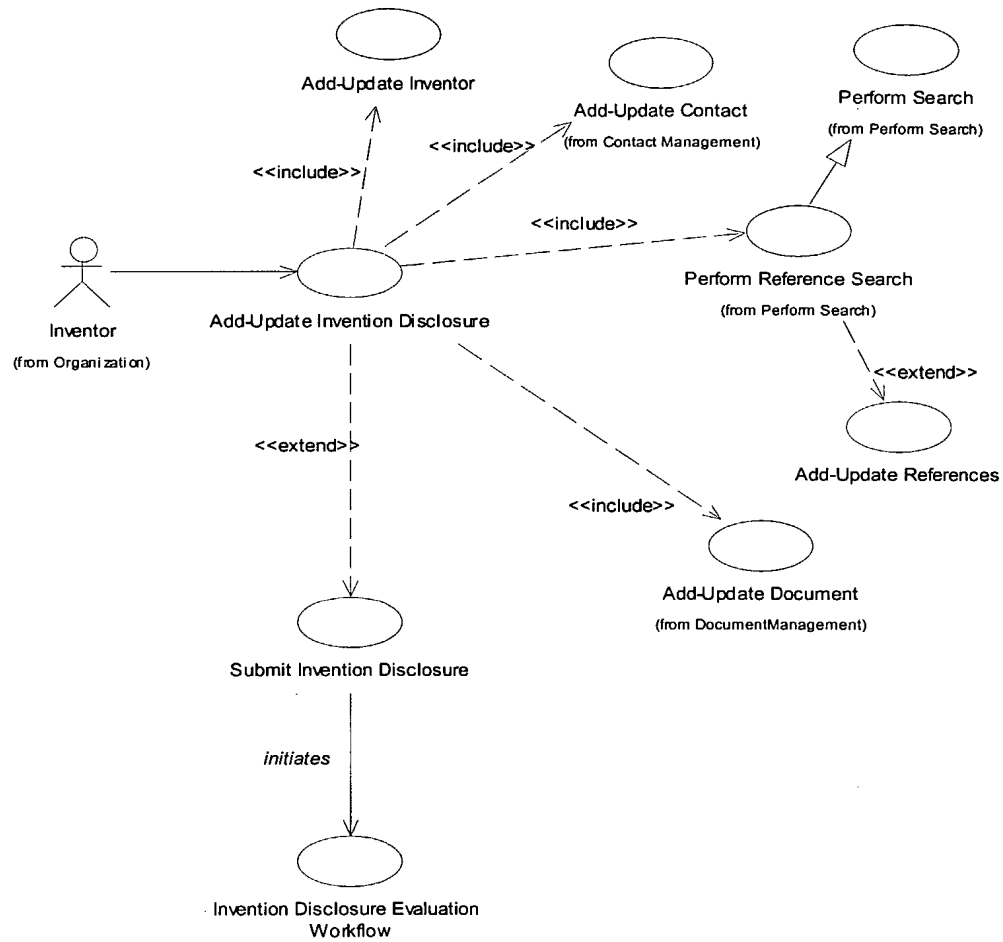 Add-Update Inventor
Add-Update Contact
(from Contact Management)
Perform Search
(from Perform Search)
<<include>>
<<include>>
<<include>>
Inventor
(from Organization)
Add-Update Invention Disclosure
Perform Reference Search
(from Perform Search)
<<extend>>
Add-Update References
<<extend>>
<<include>>
Add-Update Document
(from DocumentManagement)
Submit Invention Disclosure
initiates
Invention Disclosure Evaluation
Workflow